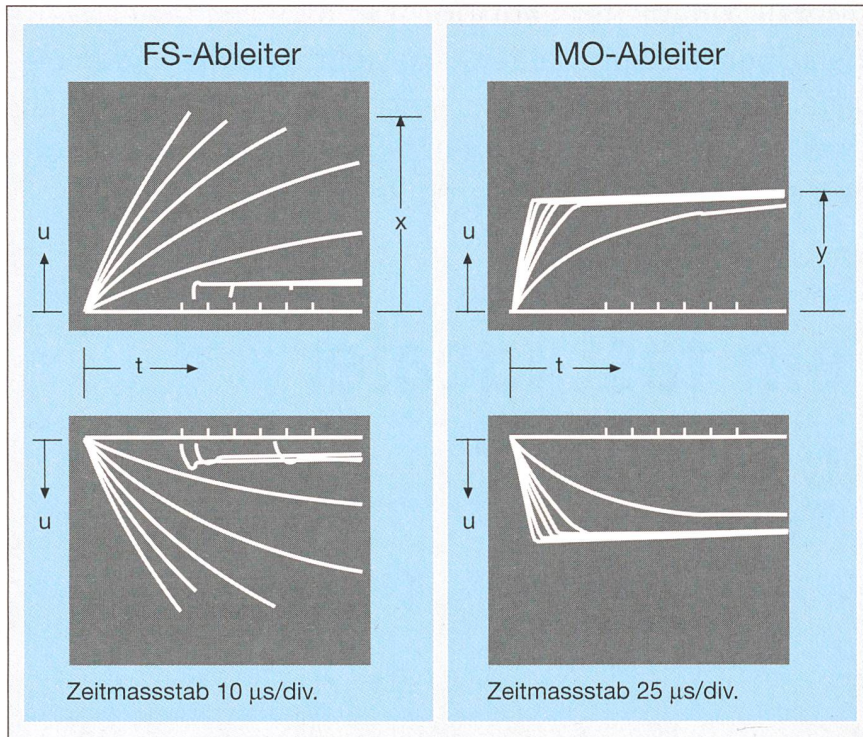 FS-Ableiter
u
x
t
u
Zeitmassstab 10 µs/div.
MO-Ableiter
u
y
t
u
Zeitmassstab 25 µs/div.